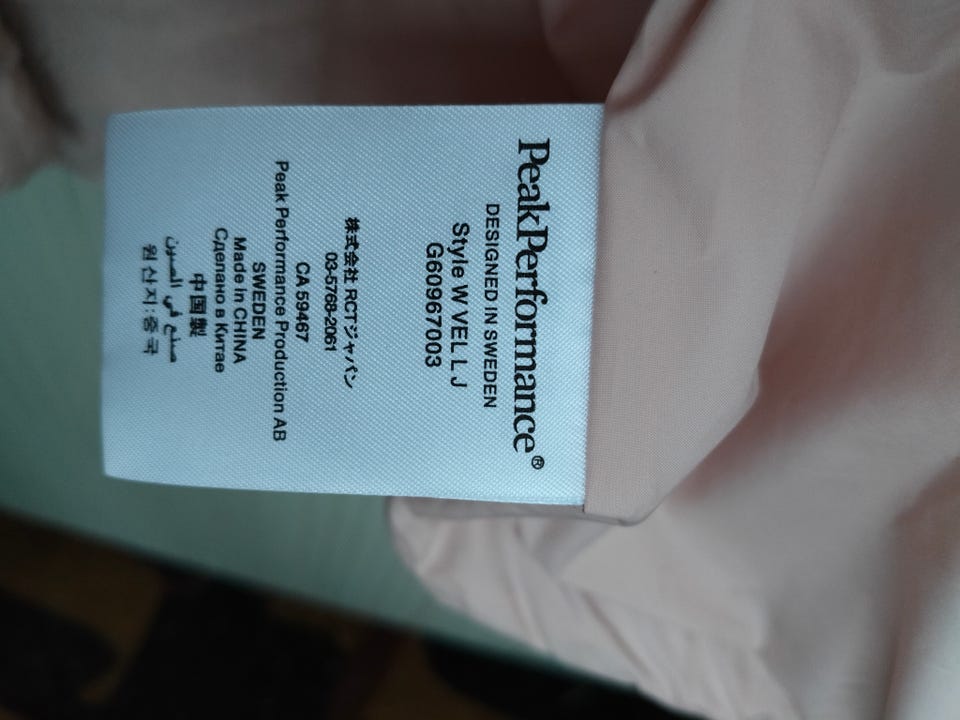 PeakPerformance®
DESIGNED IN SWEDEN
Style W VEL L J
G60967003
株式会社 RCTジャパン
03-5768-2061
CA 59467
Peak Performance Production AB
SWEDEN
Made in CHINA
Сделано в Китае
中国製
صنع في الصين
원산지:중국